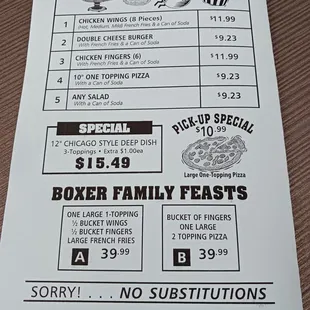 1 CHICKEN WINGS (8 Pieces) $11.99
(Hot, Medium, Mild) French Fries & a Can of Soda
2 DOUBLE CHEESE BURGER $9.23
with French Fries & a Can of Soda
3 CHICKEN FINGERS (6) $11.99
With French Fries & a Can of Soda
4 10" ONE TOPPING PIZZA $9.23
With a Can of Soda
5 ANY SALAD $9.23
With a Can of Soda
SPECIAL
12" CHICAGO STYLE DEEP DISH
3-Toppings • Extra $1.00ea
$15.49
PICK-UP SPECIAL
$10.99
Large One-Topping Pizza
BOXER FAMILY FEASTS
ONE LARGE 1-TOPPING
½ BUCKET WINGS
½ BUCKET FINGERS
LARGE FRENCH FRIES
A 39.99
BUCKET OF FINGERS
ONE LARGE
2 TOPPING PIZZA
B 39.99
SORRY! . . . NO SUBSTITUTIONS